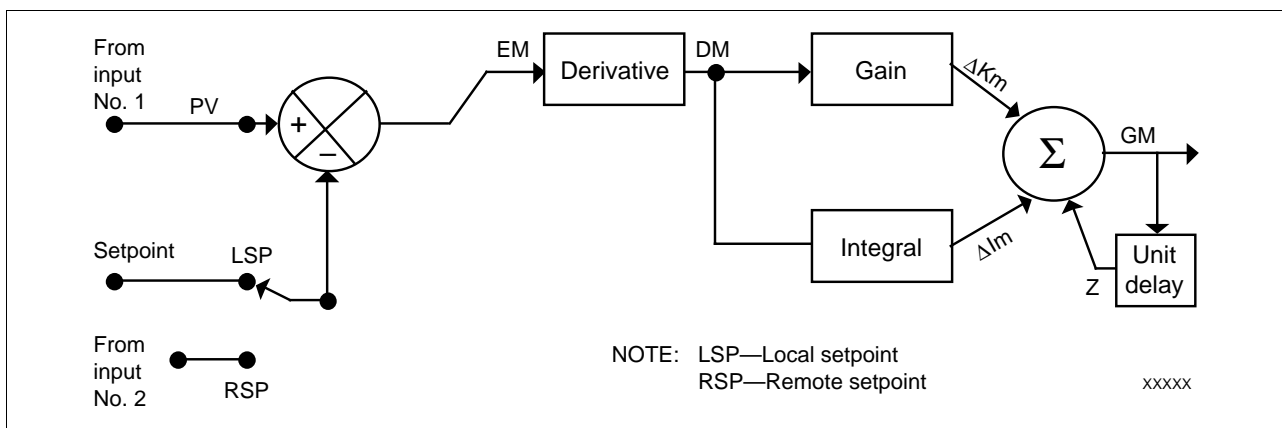 From
input
No. 1
PV
+
–
EM
Derivative
DM
Gain
ΔKm
Σ
GM
Setpoint
LSP
Integral
ΔIm
Z
Unit
delay
From
input
No. 2
RSP
NOTE: LSP—Local setpoint
RSP—Remote setpoint
XXXXX